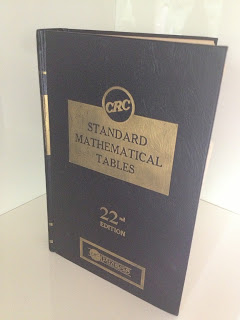 CRC
STANDARD
MATHEMATICAL
TABLES
22nd
EDITION